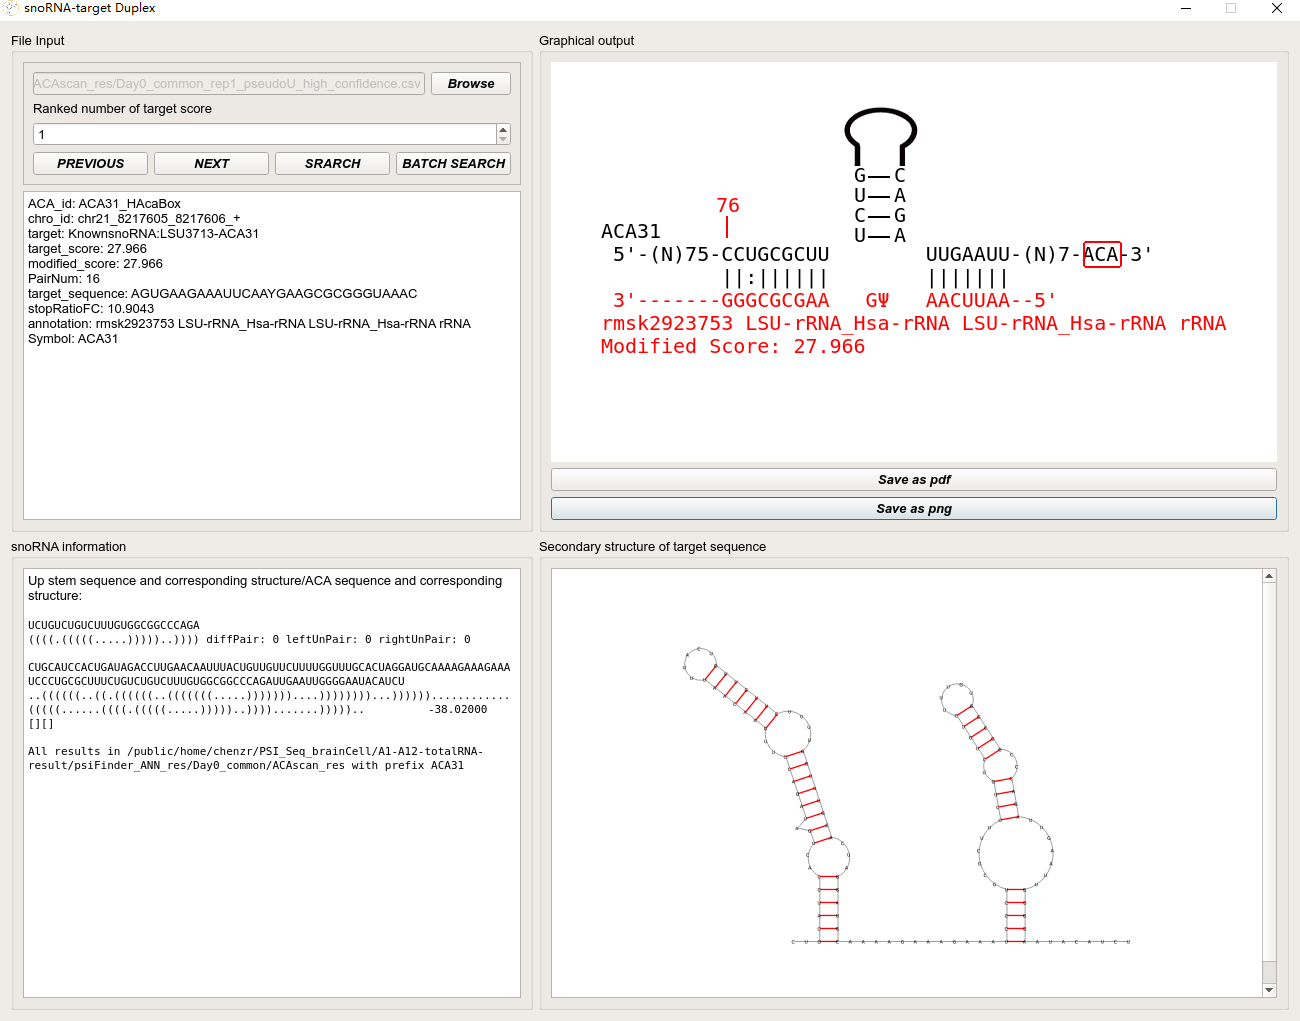 snoRNA-target Duplex
File Input
ACAscan_res/Day0_common_rep1_pseudoU_high_confidence.csv
Browse
Ranked number of target score
1
PREVIOUS NEXT SRARCH BATCH SEARCH
ACA_id: ACA31_HAcaBox
chro_id: chr21_8217605_8217606_+
target: KnownsnoRNA:LSU3713-ACA31
target_score: 27.966
modified_score: 27.966
PairNum: 16
target_sequence: AGUGAAGAAAUUCAAYGAAGCGCGGGUAAAC
stopRatioFC: 10.9043
annotation: rmsk2923753 LSU-rRNA_Hsa-rRNA LSU-rRNA_Hsa-rRNA rRNA
Symbol: ACA31
Graphical output
G — C
U — A
C — G
U — A
76
ACA31
5'-(N)75-CCUGCGCUU UUGAAUU-(N)7-ACA-3'
||:|||||| |||||||
3'-------GGGCGCGAA GΨ AACUUAA--5'
rmsk2923753 LSU-rRNA_Hsa-rRNA LSU-rRNA_Hsa-rRNA rRNA
Modified Score: 27.966
Save as pdf
Save as png
snoRNA information
Up stem sequence and corresponding structure/ACA sequence and corresponding
structure:
UCUGUCUGUCUUUGUGGCGGCCCAGA
((((.(((((.....)))))..)))) diffPair: 0 leftUnPair: 0 rightUnPair: 0
CUGCAUCCACUGAUAGACCUUGAACAAUUUACUGUUGUUCUUUUGGUUUGCACUAGGAUGCAAAAGAAAGAAA
UCCCUGCGCUUUCUGUCUGUCUUUGUGGCGGCCCAGAUUGAAUUGGGGAAUACAUCU
..((((((..((.((((((..(((((((.....)))))))....))))))))...))))))............
(((((......((((.(((((.....)))))..)))).......))))).. -38.02000
[][]
All results in /public/home/chenzr/PSI_Seq_brainCell/A1-A12-totalRNA-
result/psiFinder_ANN_res/Day0_common/ACAscan_res with prefix ACA31
Secondary structure of target sequence